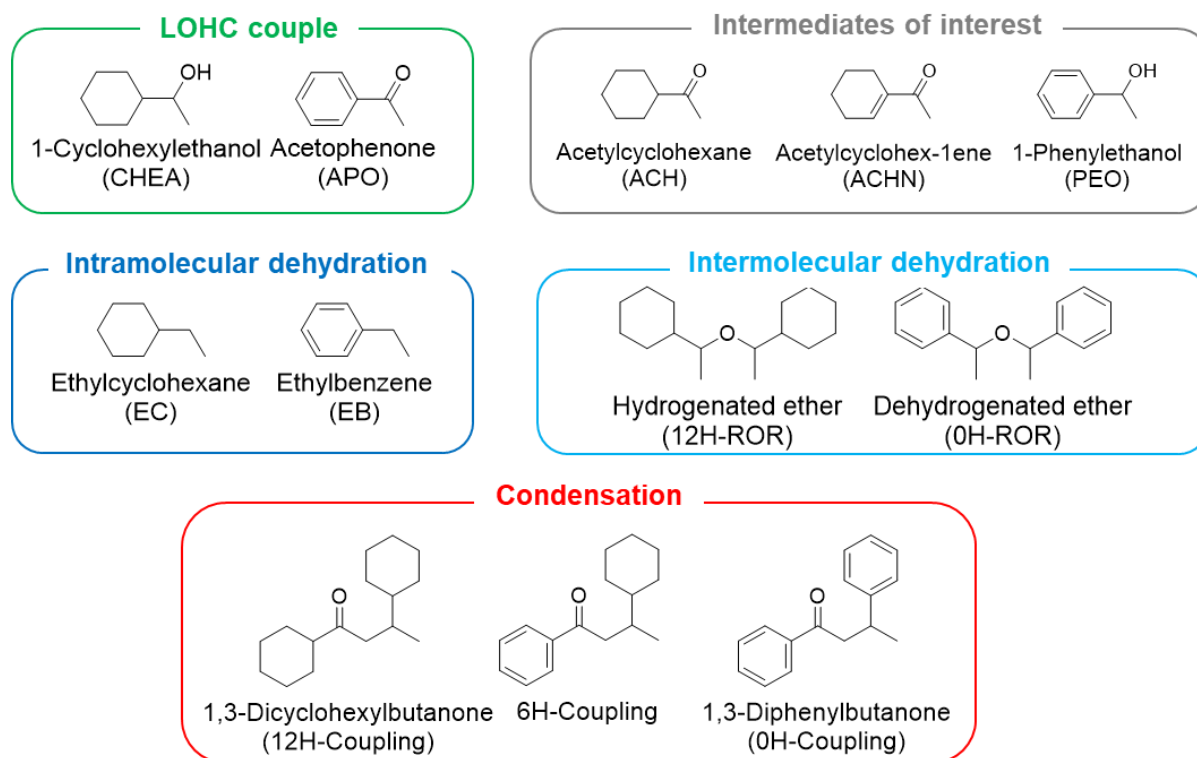 LOHC couple
OH
1-Cyclohexylethanol
(CHEA)
O
Acetophenone
(APO)
Intermediates of interest
O
Acetylcyclohexane
(ACH)
O
Acetylcyclohex-1ene
(ACHN)
OH
1-Phenylethanol
(PEO)
Intramolecular dehydration
Ethylcyclohexane
(EC)
Ethylbenzene
(EB)
Intermolecular dehydration
O
Hydrogenated ether
(12H-ROR)
O
Dehydrogenated ether
(0H-ROR)
Condensation
O
1,3-Dicyclohexylbutanone
(12H-Coupling)
O
6H-Coupling
O
1,3-Diphenylbutanone
(0H-Coupling)